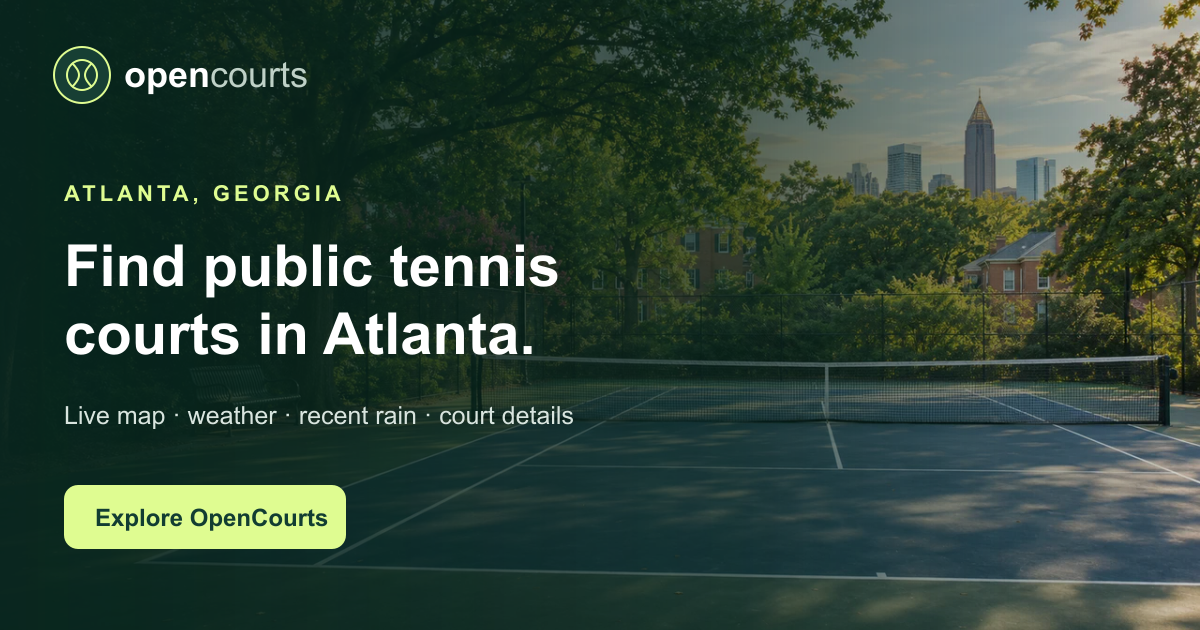 opencourts
ATLANTA, GEORGIA
Find public tennis
courts in Atlanta.
Live map · weather · recent rain · court details
Explore OpenCourts